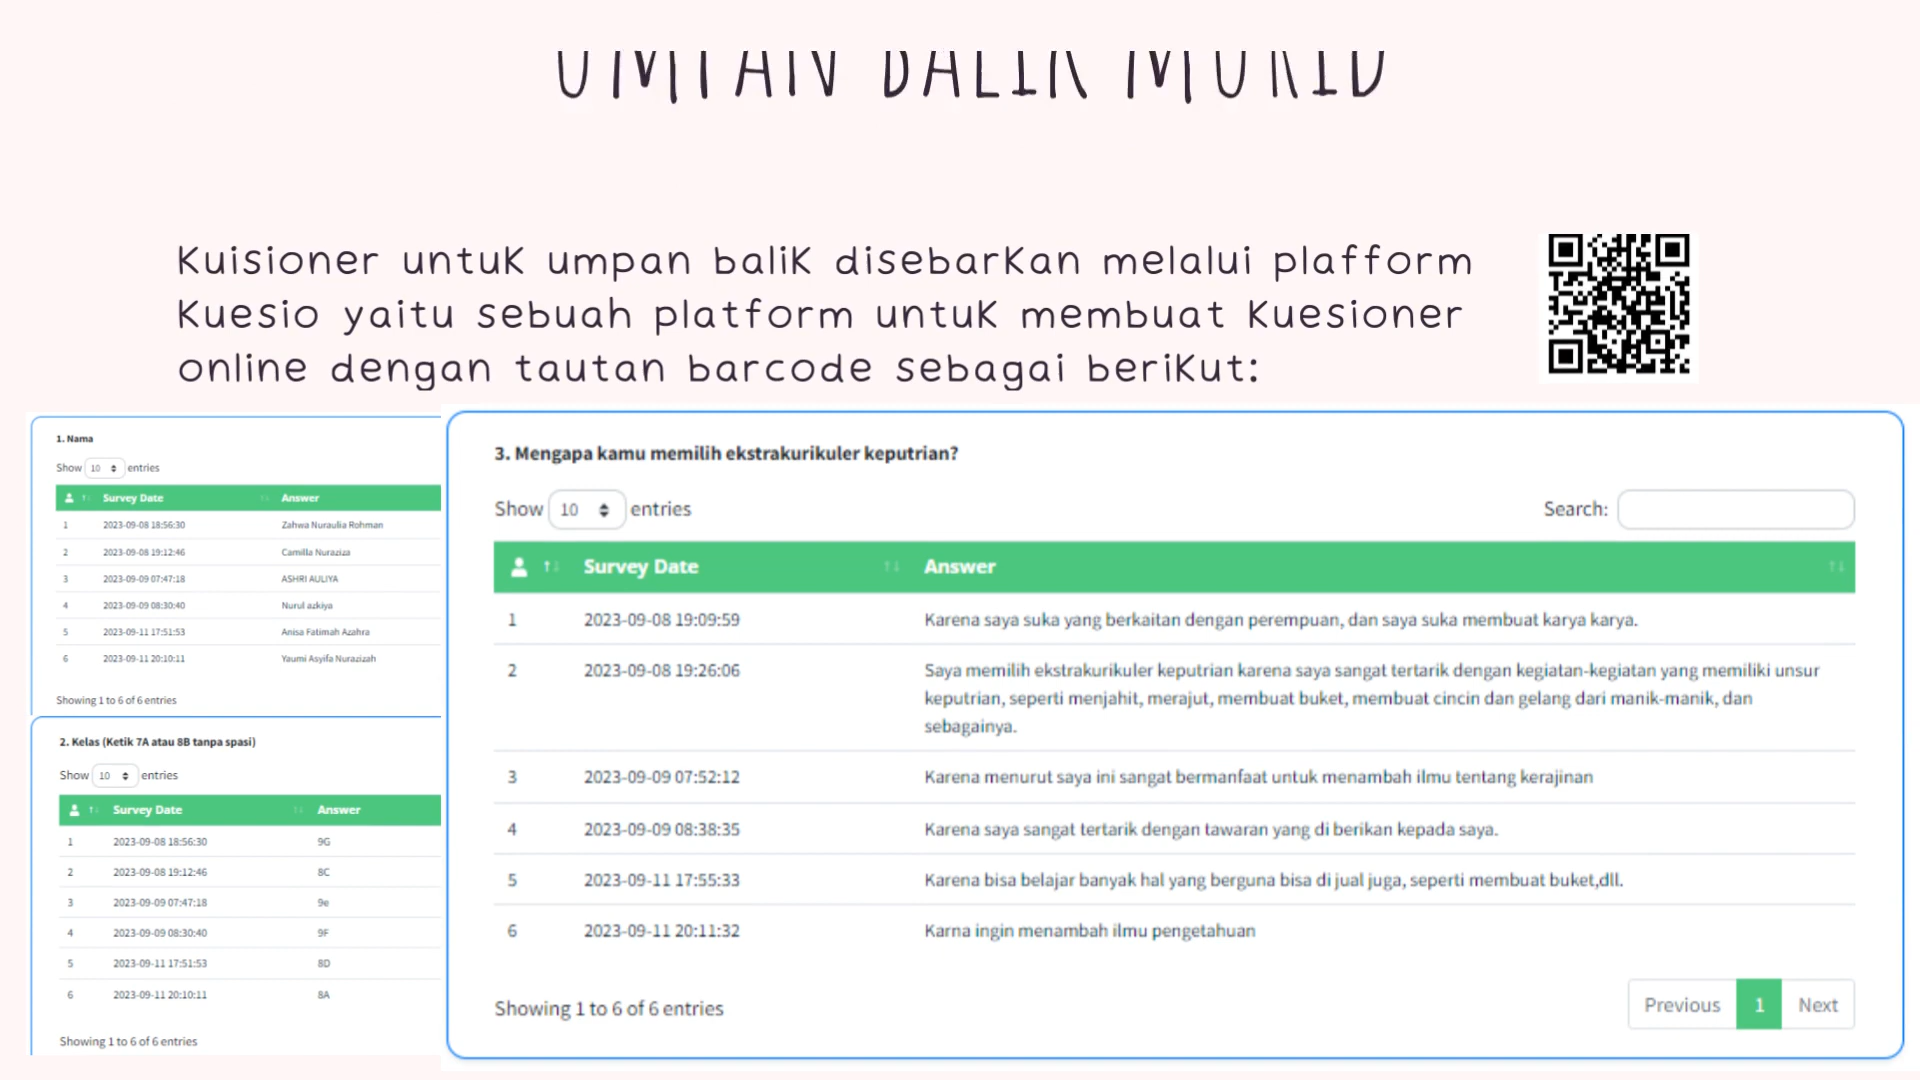 UMPAN BALIK MURID
Kuisioner untuk umpan balik disebarkan melalui plafform
Kuesio yaitu sebuah platform untuk membuat Kuesioner
online dengan tautan barcode sebagai berikut:
1. Nama
Show 10 entries
Survey Date Answer
1 2023-09-08 18:56:30 Zahwa Nuraulia Rohman
2 2023-09-08 19:12:46 Camilla Nuraziza
3 2023-09-09 07:47:18 ASHRI AULIYA
4 2023-09-09 08:30:40 Nurul azkiya
5 2023-09-11 17:51:53 Anisa Fatimah Azahra
6 2023-09-11 20:10:11 Yaumi Asyifa Nurazizah
Showing 1 to 6 of 6 entries
2. Kelas (Ketik 7A atau 8B tanpa spasi)
Show 10 entries
Survey Date Answer
1 2023-09-08 18:56:30 9G
2 2023-09-08 19:12:46 8C
3 2023-09-09 07:47:18 9e
4 2023-09-09 08:30:40 9F
5 2023-09-11 17:51:53 8D
6 2023-09-11 20:10:11 8A
Showing 1 to 6 of 6 entries
3. Mengapa kamu memilih ekstrakurikuler keputrian?
Show 10 entries Search:
Survey Date Answer
1 2023-09-08 19:09:59 Karena saya suka yang berkaitan dengan perempuan, dan saya suka membuat karya karya.
2 2023-09-08 19:26:06 Saya memilih ekstrakurikuler keputrian karena saya sangat tertarik dengan kegiatan-kegiatan yang memiliki unsur
keputrian, seperti menjahit, merajut, membuat buket, membuat cincin dan gelang dari manik-manik, dan
sebagainya.
3 2023-09-09 07:52:12 Karena menurut saya ini sangat bermanfaat untuk menambah ilmu tentang kerajinan
4 2023-09-09 08:38:35 Karena saya sangat tertarik dengan tawaran yang di berikan kepada saya.
5 2023-09-11 17:55:33 Karena bisa belajar banyak hal yang berguna bisa di jual juga, seperti membuat buket,dll.
6 2023-09-11 20:11:32 Karna ingin menambah ilmu pengetahuan
Showing 1 to 6 of 6 entries
Previous 1 Next